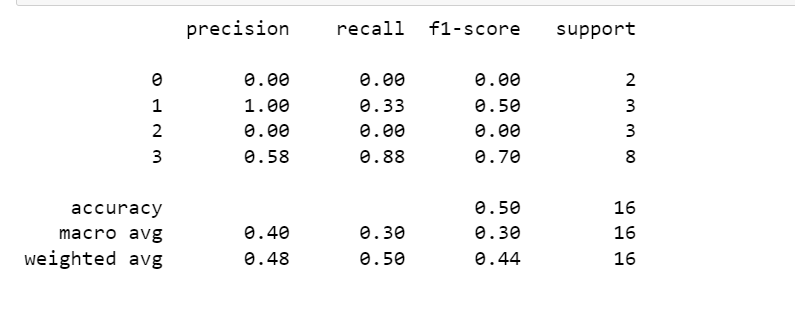 precision recall f1-score support
0 0.00 0.00 0.00 2
1 1.00 0.33 0.50 3
2 0.00 0.00 0.00 3
3 0.58 0.88 0.70 8
accuracy 0.50 16
macro avg 0.40 0.30 0.30 16
weighted avg 0.48 0.50 0.44 16